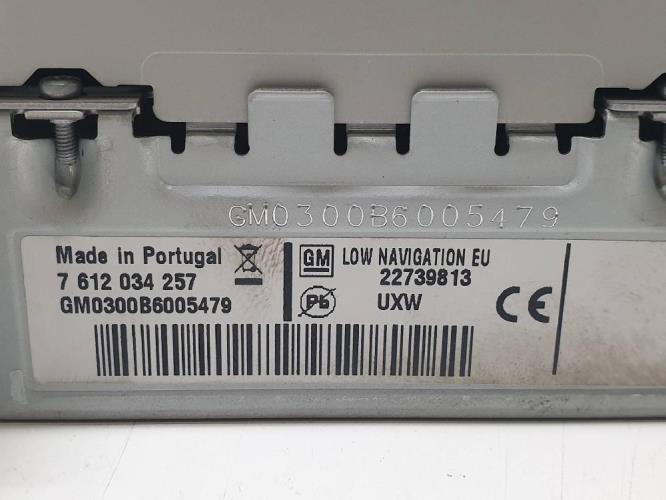 GM0300B6005479
Made in Portugal
7 612 034 257
GM0300B6005479
GM LOW NAVIGATION EU
22739813
Pb UXW
CE